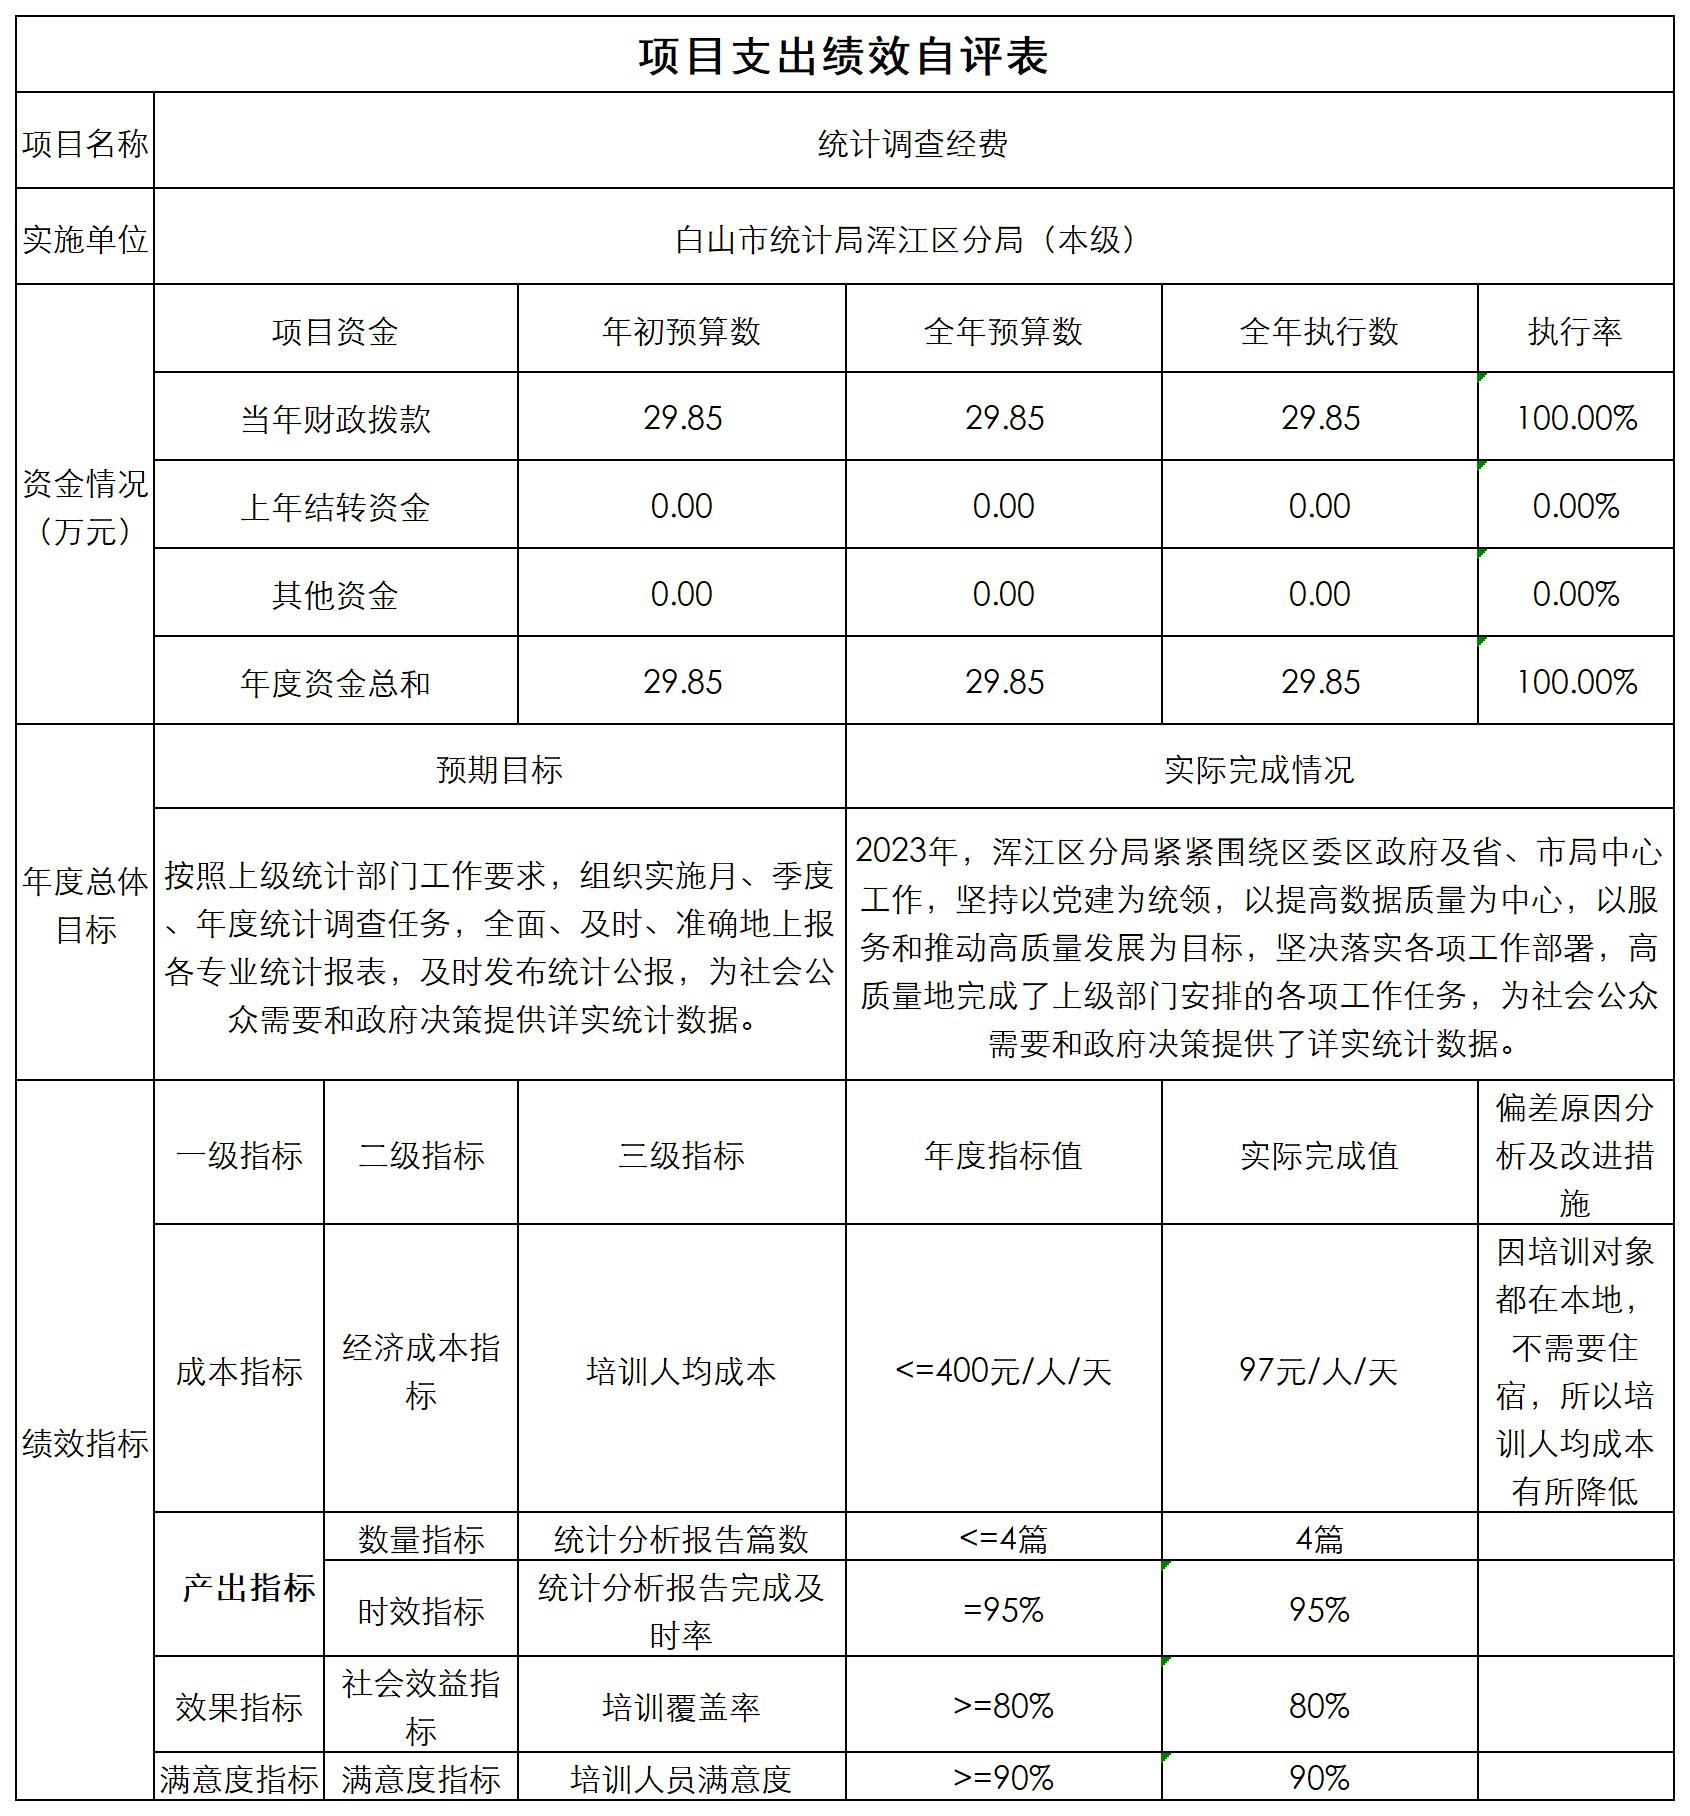 项目支出绩效自评表
项目名称
统计调查经费
实施单位
白山市统计局浑江区分局（本级）
资金情况
（万元）
项目资金
年初预算数
全年预算数
全年执行数
执行率
当年财政拨款
29.85
29.85
29.85
100.00%
上年结转资金
0.00
0.00
0.00
0.00%
其他资金
0.00
0.00
0.00
0.00%
年度资金总和
29.85
29.85
29.85
100.00%
年度总体
目标
预期目标
实际完成情况
按照上级统计部门工作要求，组织实施月、季度
、年度统计调查任务，全面、及时、准确地上报
各专业统计报表，及时发布统计公报，为社会公
众需要和政府决策提供详实统计数据。
2023年，浑江区分局紧紧围绕区委区政府及省、市局中心
工作，坚持以党建为统领，以提高数据质量为中心，以服
务和推动高质量发展为目标，坚决落实各项工作部署，高
质量地完成了上级部门安排的各项工作任务，为社会公众
需要和政府决策提供了详实统计数据。
绩效指标
一级指标
二级指标
三级指标
年度指标值
实际完成值
偏差原因分
析及改进措
施
成本指标
经济成本指
标
培训人均成本
<=400元/人/天
97元/人/天
因培训对象
都在本地，
不需要住
宿，所以培
训人均成本
有所降低
产出指标
数量指标
统计分析报告篇数
<=4篇
4篇
时效指标
统计分析报告完成及
时率
=95%
95%
效果指标
社会效益指
标
培训覆盖率
>=80%
80%
满意度指标
满意度指标
培训人员满意度
>=90%
90%